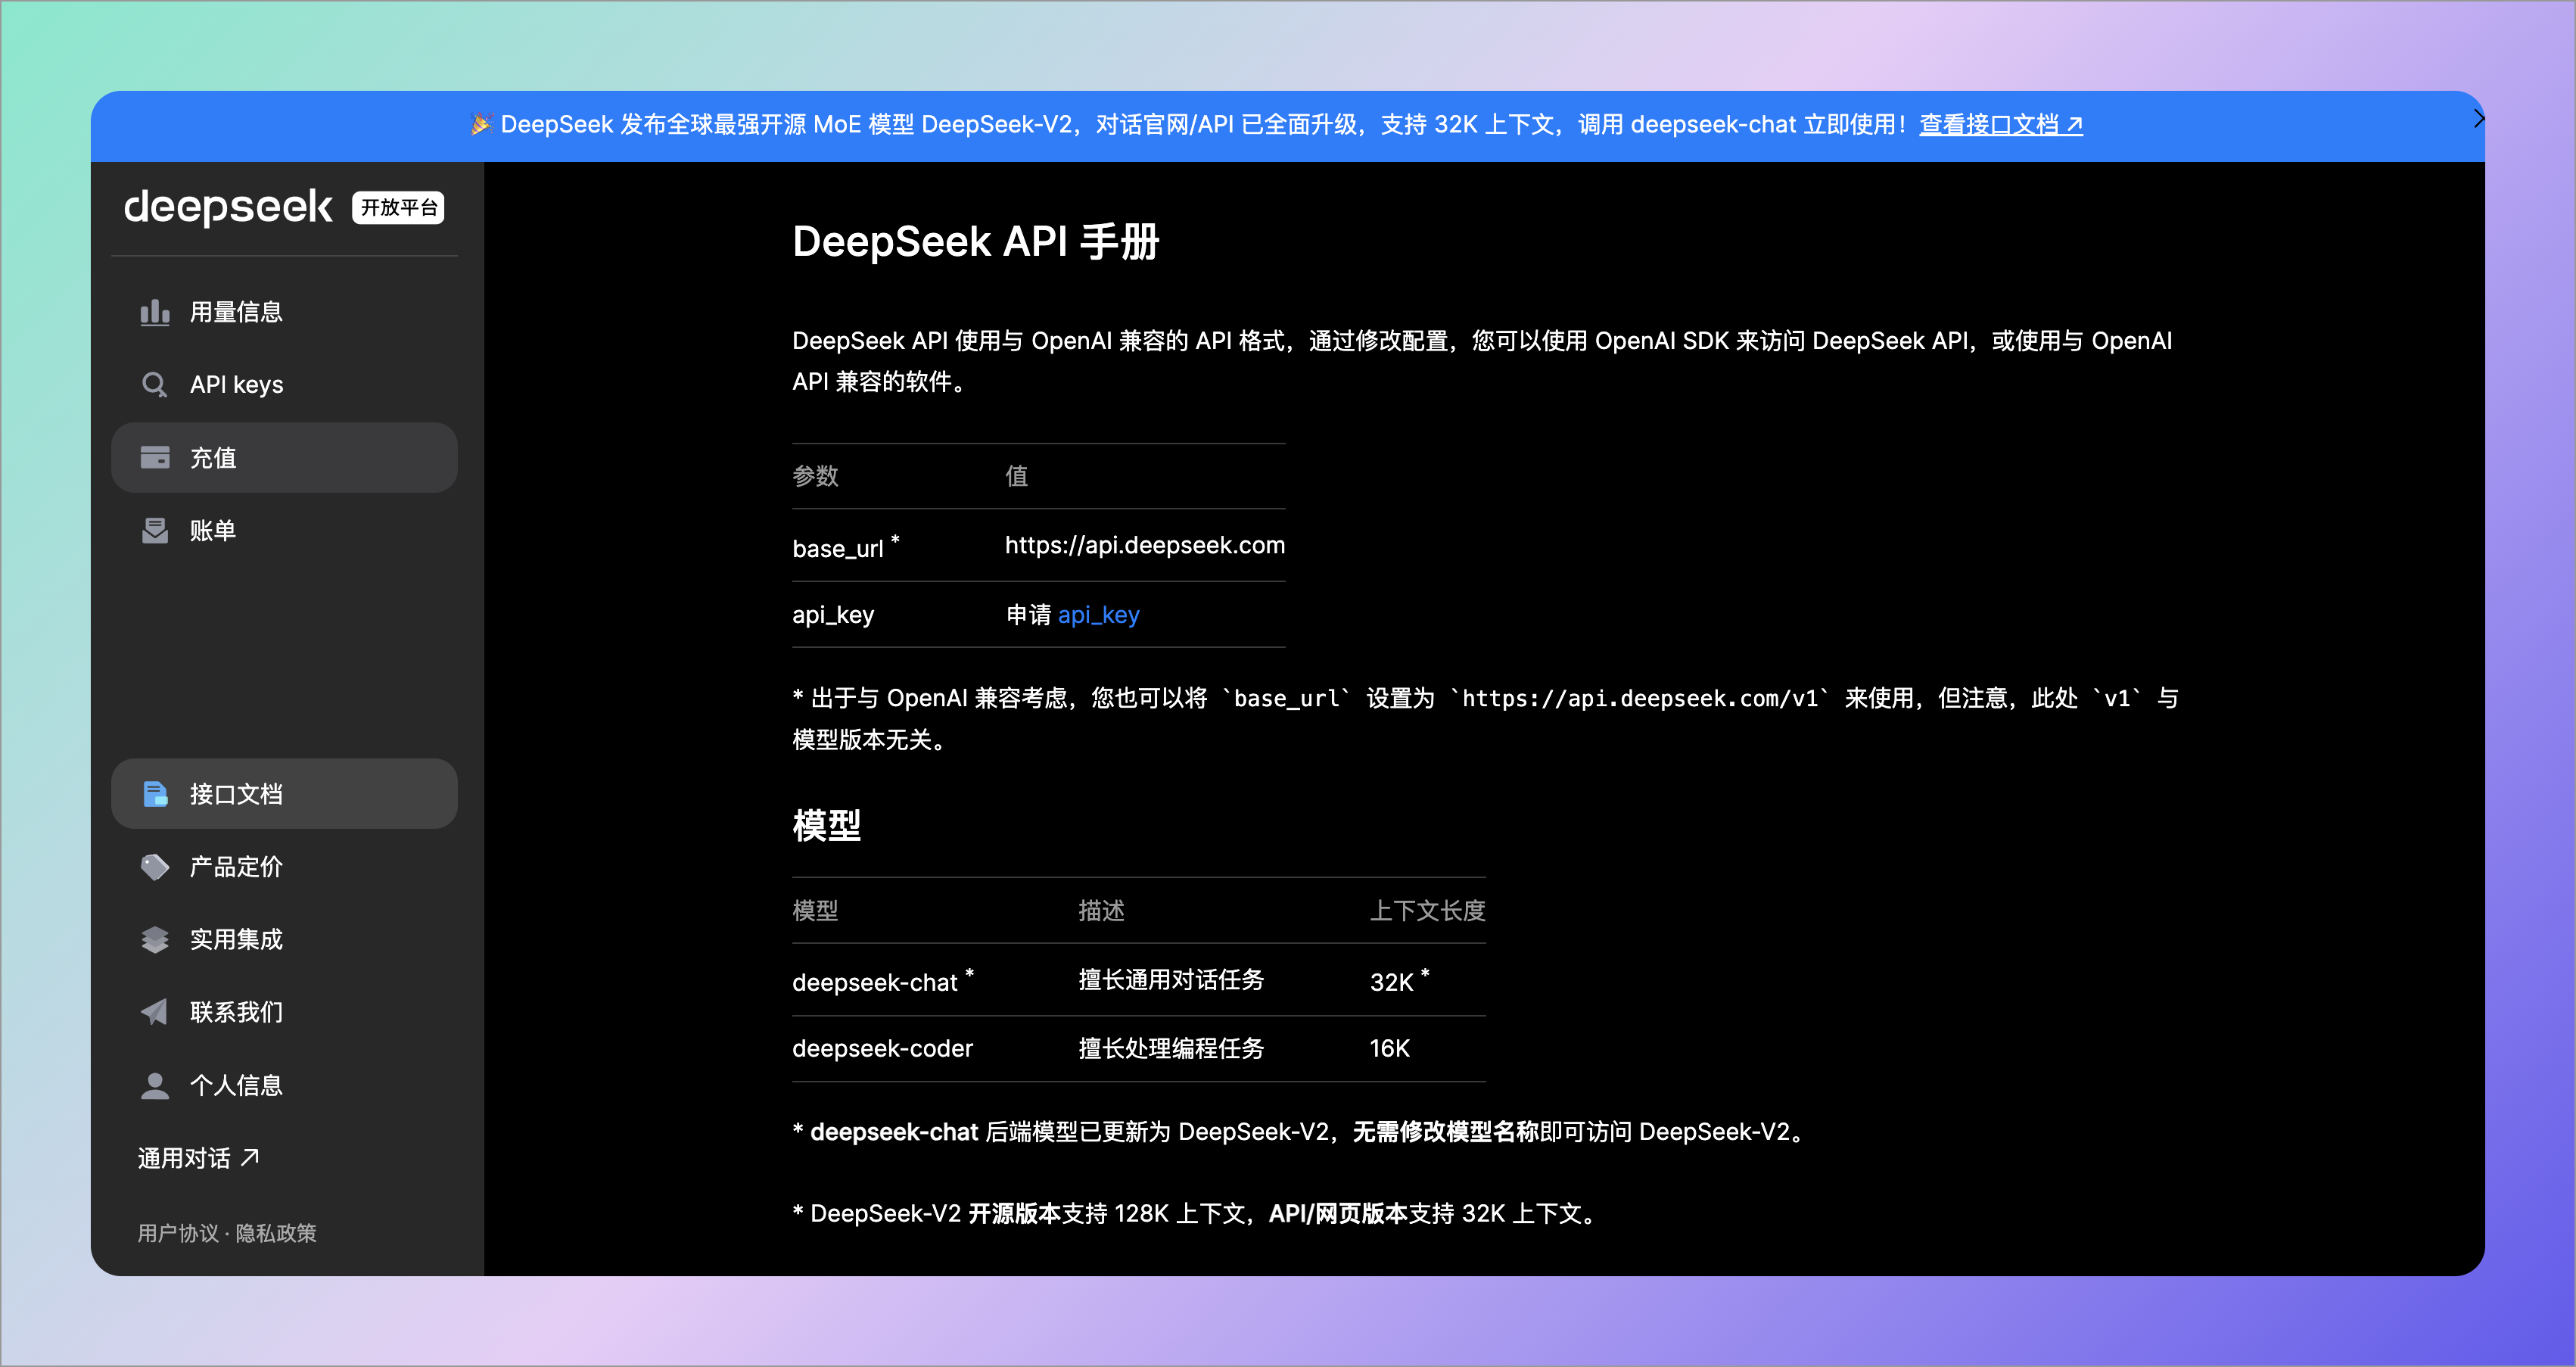 🎉 DeepSeek 发布全球最强开源 MoE 模型 DeepSeek-V2，对话官网/API 已全面升级，支持 32K 上下文，调用 deepseek-chat 立即使用！查看接口文档 ↗
deepseek 开放平台
用量信息
API keys
充值
账单
接口文档
产品定价
实用集成
联系我们
个人信息
通用对话 ↗
用户协议 · 隐私政策
DeepSeek API 手册
DeepSeek API 使用与 OpenAI 兼容的 API 格式，通过修改配置，您可以使用 OpenAI SDK 来访问 DeepSeek API，或使用与 OpenAI
API 兼容的软件。
参数 值
base_url * https://api.deepseek.com
api_key 申请 api_key
* 出于与 OpenAI 兼容考虑，您也可以将 `base_url` 设置为 `https://api.deepseek.com/v1` 来使用，但注意，此处 `v1` 与
模型版本无关。
模型
模型 描述 上下文长度
deepseek-chat * 擅长通用对话任务 32K *
deepseek-coder 擅长处理编程任务 16K
* deepseek-chat 后端模型已更新为 DeepSeek-V2，无需修改模型名称即可访问 DeepSeek-V2。
* DeepSeek-V2 开源版本支持 128K 上下文，API/网页版本支持 32K 上下文。